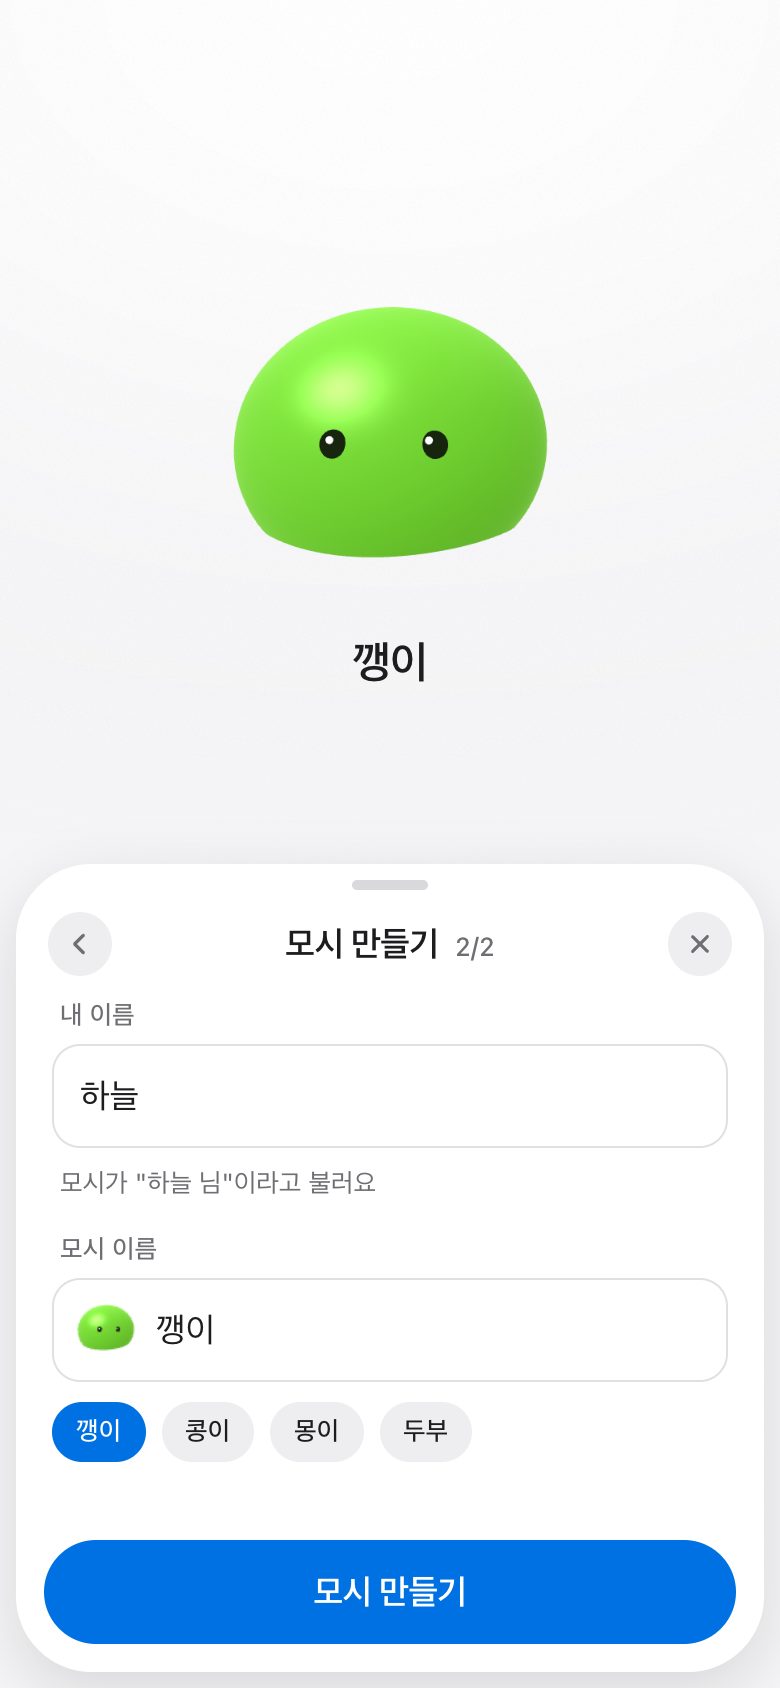 깽이
모시 만들기 2/2
내 이름
하늘
모시가 "하늘 님"이라고 불러요
모시 이름
깽이
깽이 콩이 몽이 두부
모시 만들기